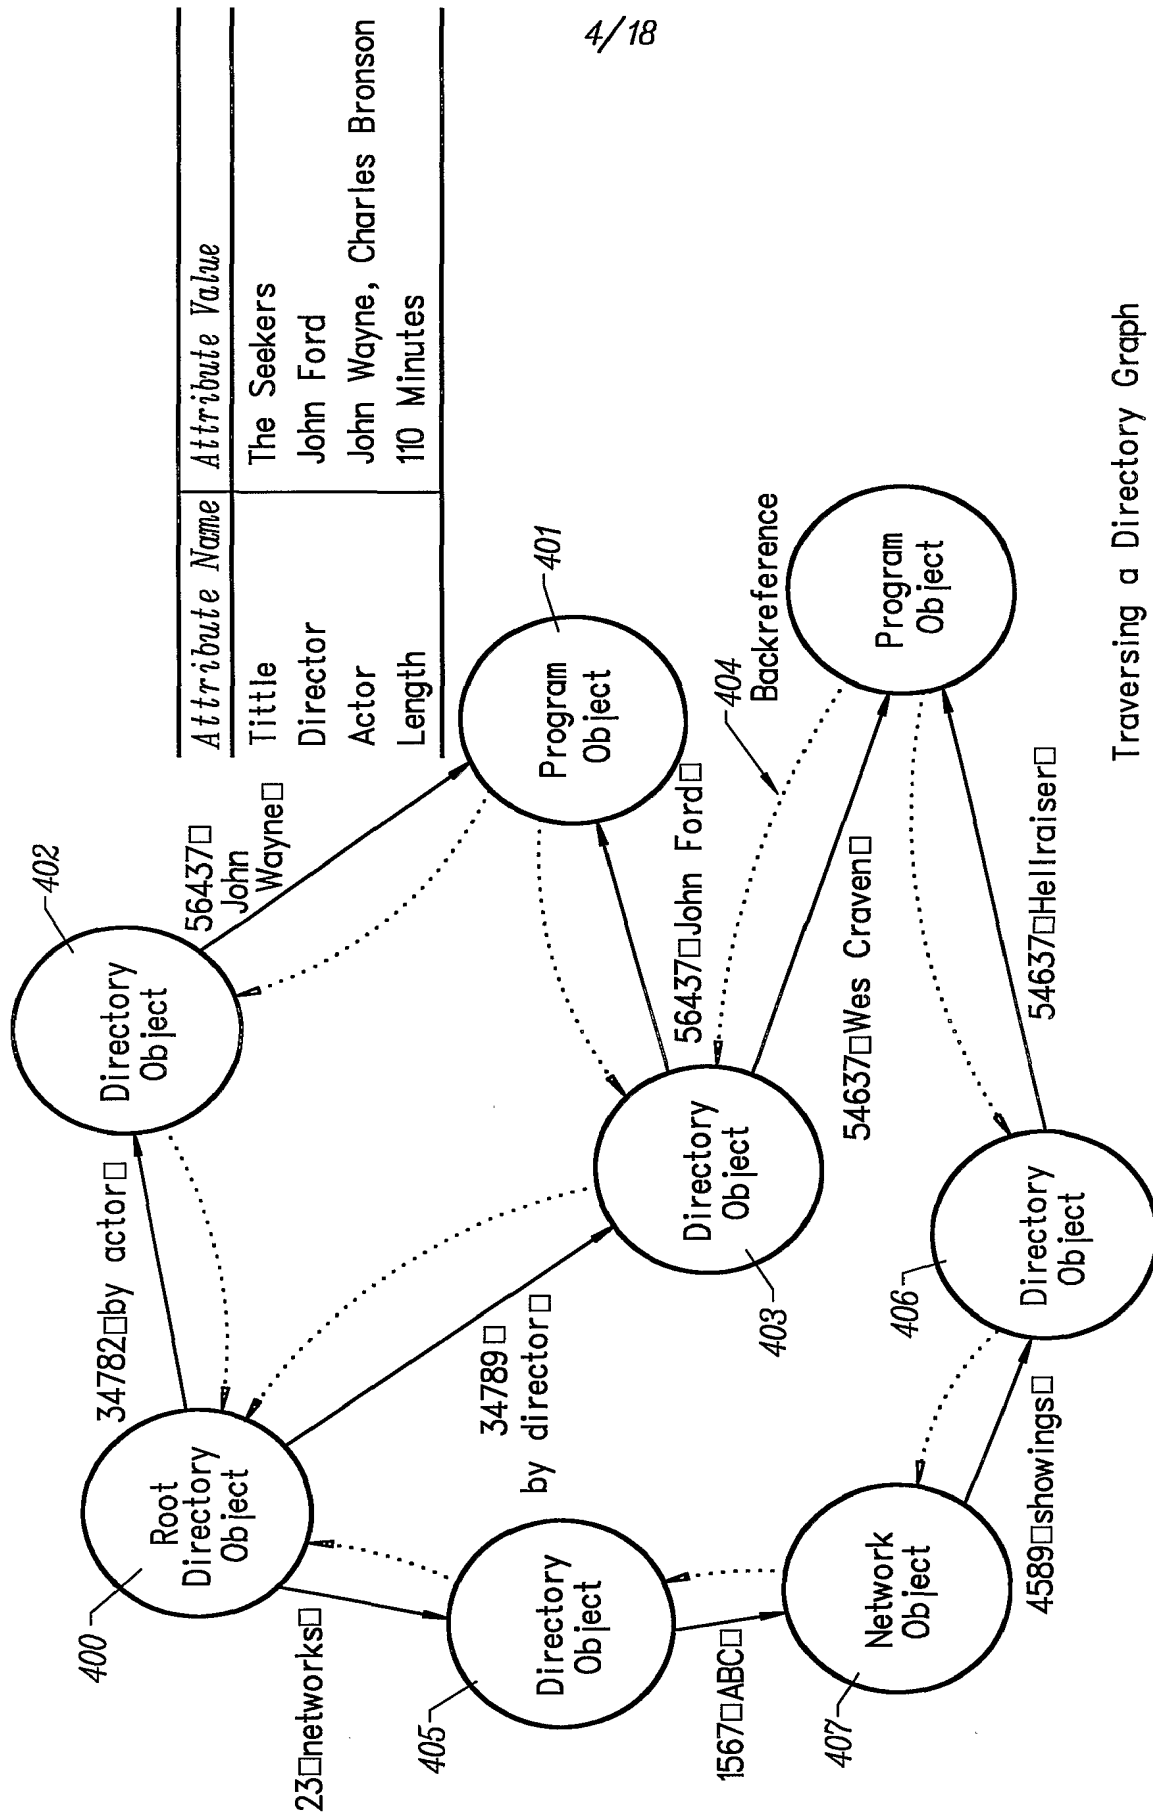 4/18
Attribute Name Attribute Value
Tittle The Seekers
Director John Ford
Actor John Wayne, Charles Bronson
Length 110 Minutes
402
Directory
Object
56437□
John
Wayne□
34782□by actor□
400
Root
Directory
Object
401
Program
Object
23□networks□
34789□
by director□
56437□John Ford□
404
Backreference
Directory
Object
403
405
Directory
Object
54637□Wes Craven□
Program
Object
1567□ABC□
407
Network
Object
406
Directory
Object
54637□Hellraiser□
4589□showings□
Traversing a Directory Graph